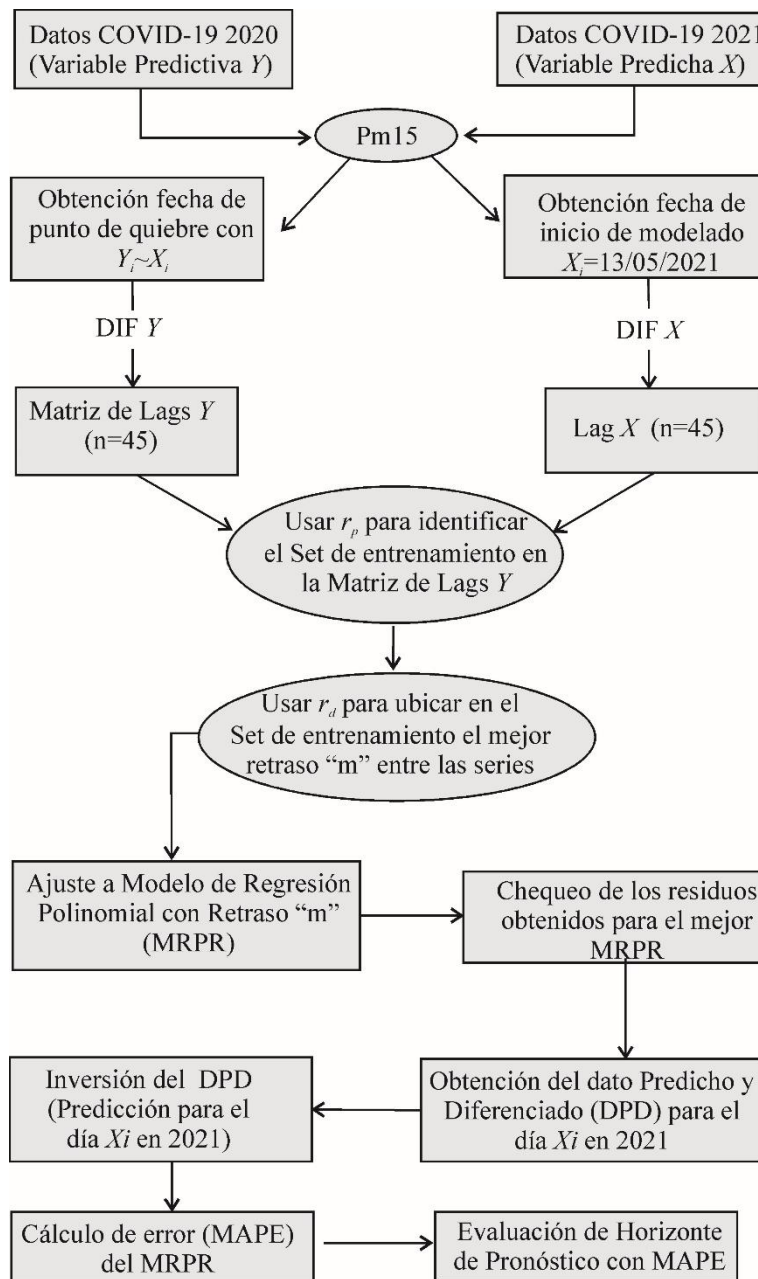 Datos COVID-19 2020
(Variable Predictiva Y)
Datos COVID-19 2021
(Variable Predicha X)
Pm15
Obtención fecha de
punto de quiebre con
Yi~Xi
Obtención fecha de
inicio de modelado
Xi=13/05/2021
DIF Y
DIF X
Matriz de Lags Y
(n=45)
Lag X (n=45)
Usar rp para identificar
el Set de entrenamiento en
la Matriz de Lags Y
Usar rd para ubicar en el
Set de entrenamiento el mejor
retraso “m” entre las series
Ajuste a Modelo de Regresión
Polinomial con Retraso “m”
(MRPR)
Chequeo de los residuos
obtenidos para el mejor
MRPR
Inversión del DPD
(Predicción para el
día Xi en 2021)
Obtención del dato Predicho y
Diferenciado (DPD) para el
día Xi en 2021
Cálculo de error (MAPE)
del MRPR
Evaluación de Horizonte
de Pronóstico con MAPE